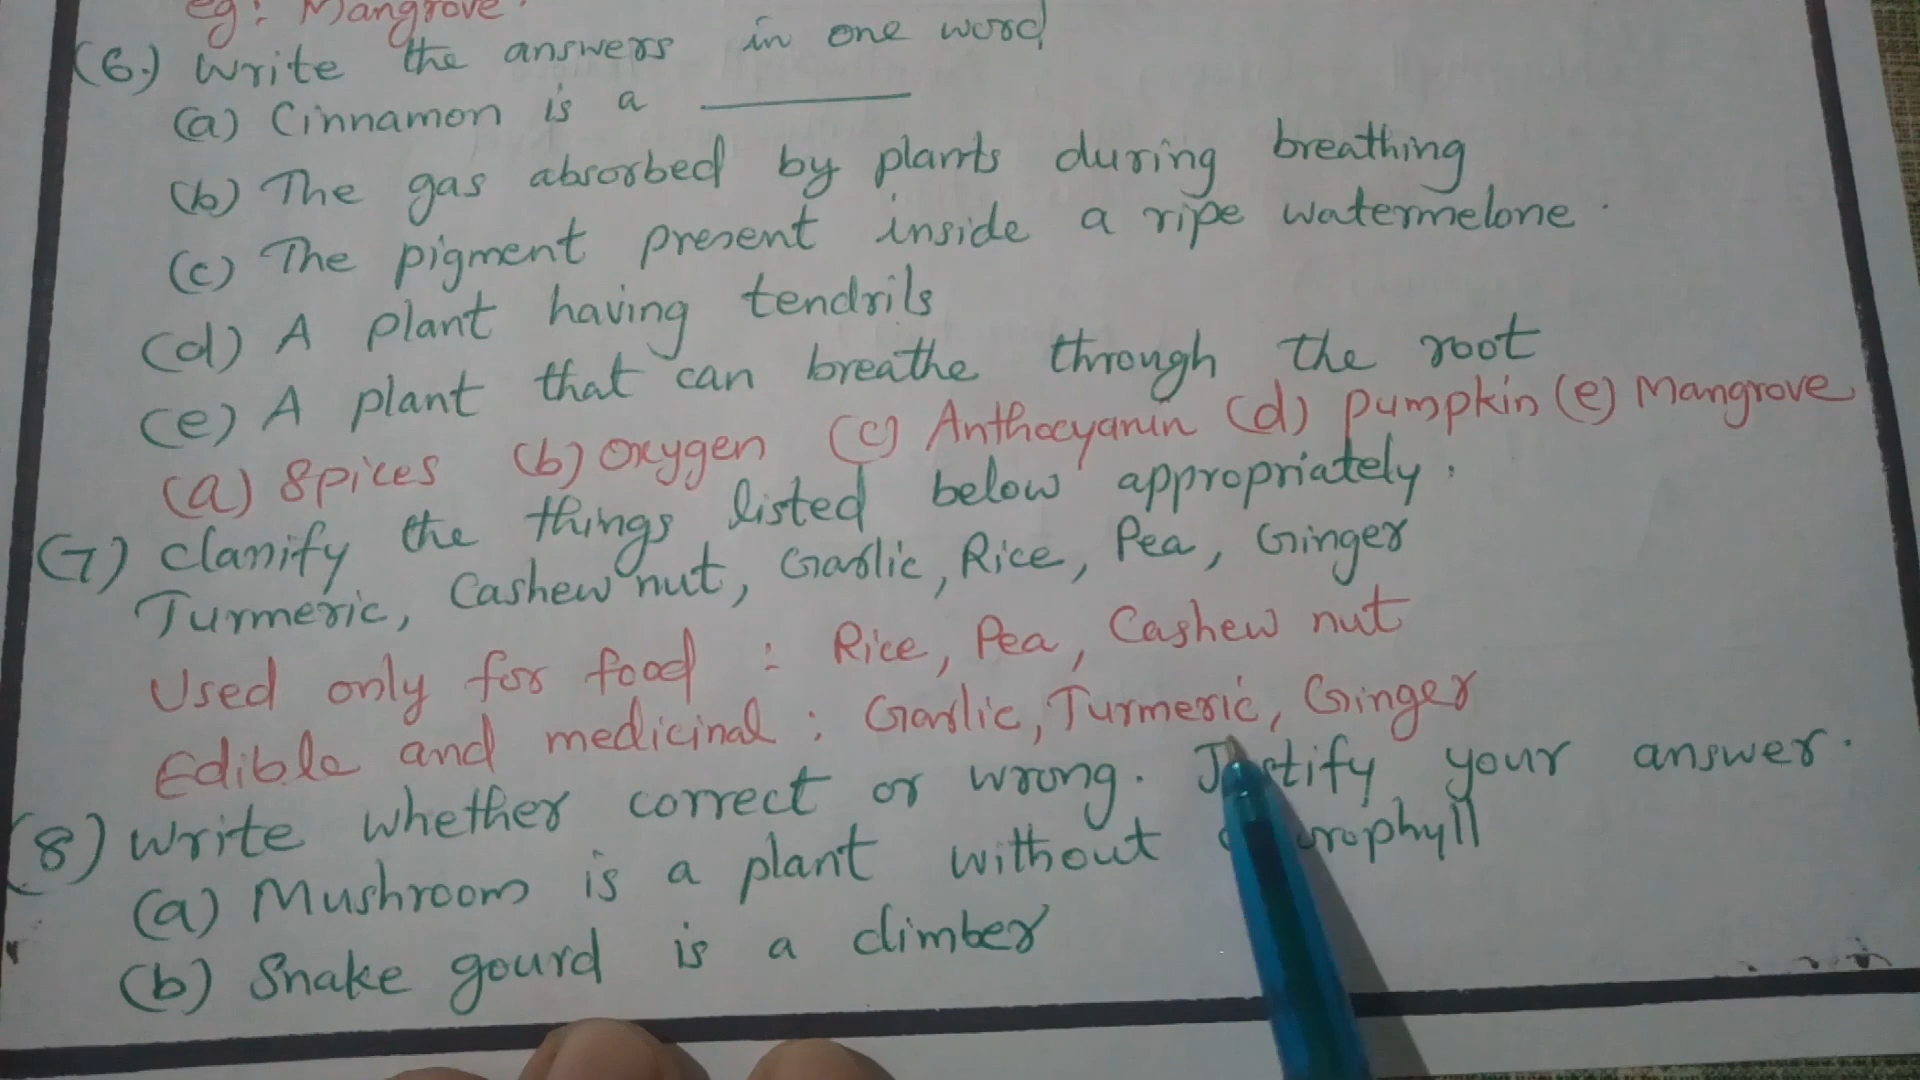 eg: Mangrove.
(6.) Write the answers in one word
(a) Cinnamon is a ________
(b) The gas absorbed by plants during breathing
(c) The pigment present inside a ripe watermelone.
(d) A plant having tendrils
(e) A plant that can breathe through the root
(a) Spices (b) Oxygen (c) Anthocyanin (d) Pumpkin (e) Mangrove
(7) Classify the things listed below appropriately.
Turmeric, Cashew nut, Garlic, Rice, Pea, Ginger
Used only for food : Rice, Pea, Cashew nut
Edible and medicinal : Garlic, Turmeric, Ginger
(8) Write whether correct or wrong. your answer.
(a) Mushroom is a plant without
(b) Snake gourd is a climber